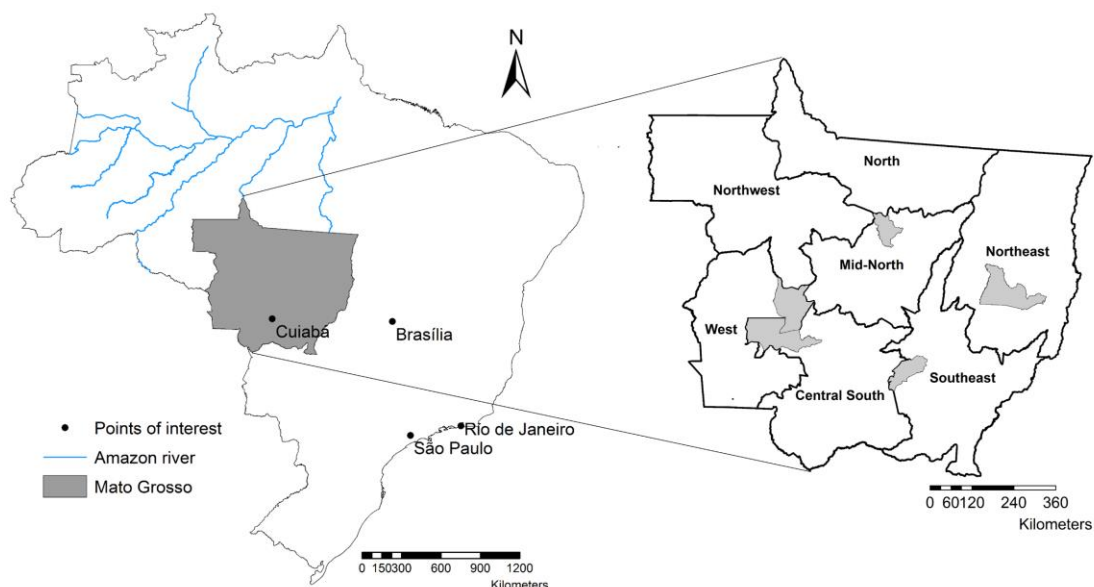 N
Cuiabá
Brasília
Río de Janeiro
São Paulo
Points of interest
Amazon river
Mato Grosso
0 150300 600 900 1200
Kilometers
North
Northwest
Northeast
Mid-North
West
Southeast
Central South
0 60120 240 360
Kilometers